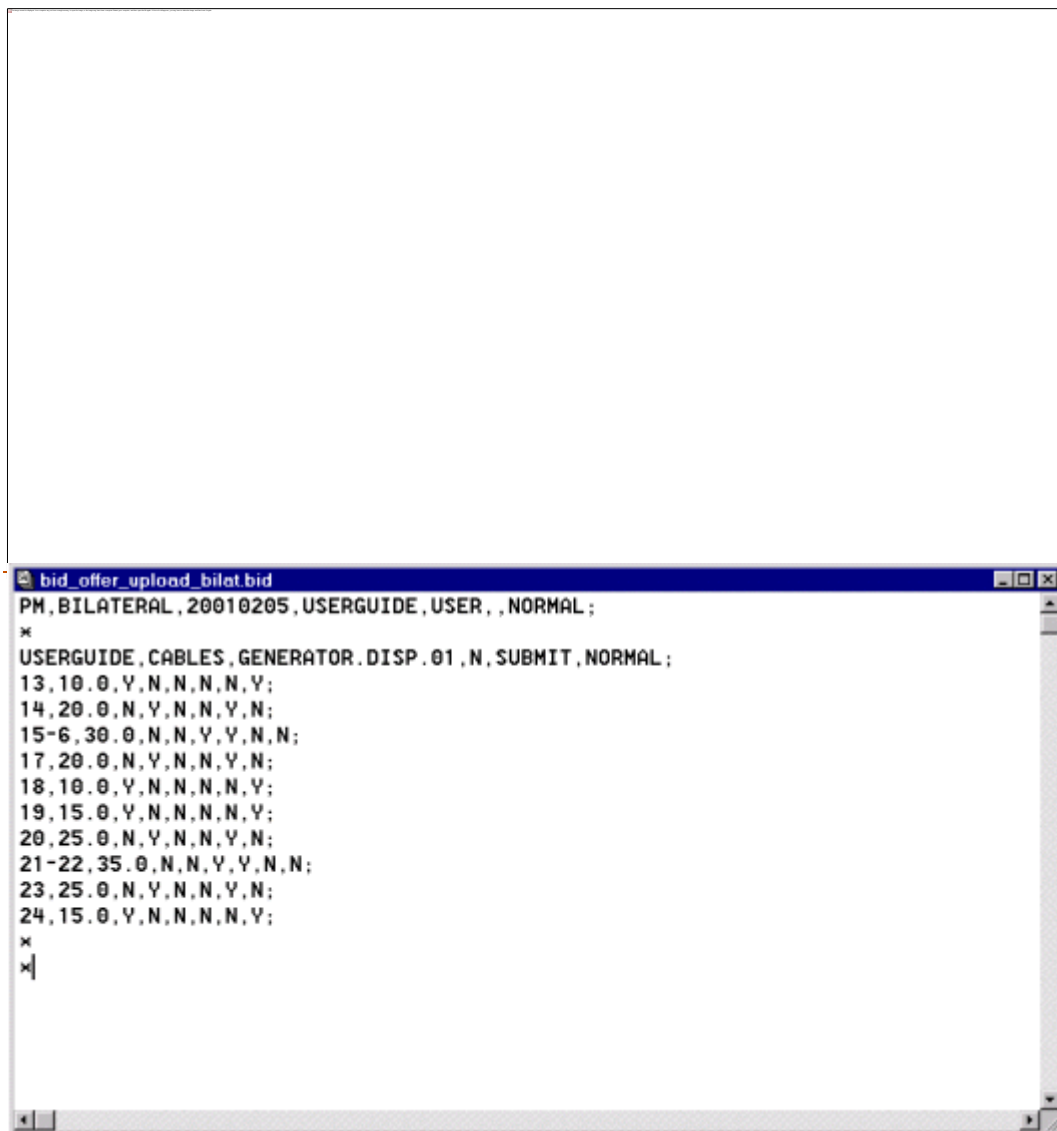 bid_offer_upload_bilat.bid
PM,BILATERAL,20010205,USERGUIDE,USER, ,NORMAL;
*
USERGUIDE,CABLES,GENERATOR.DISP.01,N,SUBMIT,NORMAL;
13,10.0,Y,N,N,N,N,Y;
14,20.0,N,Y,N,N,Y,N;
15-6,30.0,N,N,Y,Y,N,N;
17,20.0,N,Y,N,N,Y,N;
18,10.0,Y,N,N,N,N,Y;
19,15.0,Y,N,N,N,N,Y;
20,25.0,N,Y,N,N,Y,N;
21-22,35.0,N,N,Y,Y,N,N;
23,25.0,N,Y,N,N,Y,N;
24,15.0,Y,N,N,N,N,Y;
*
*